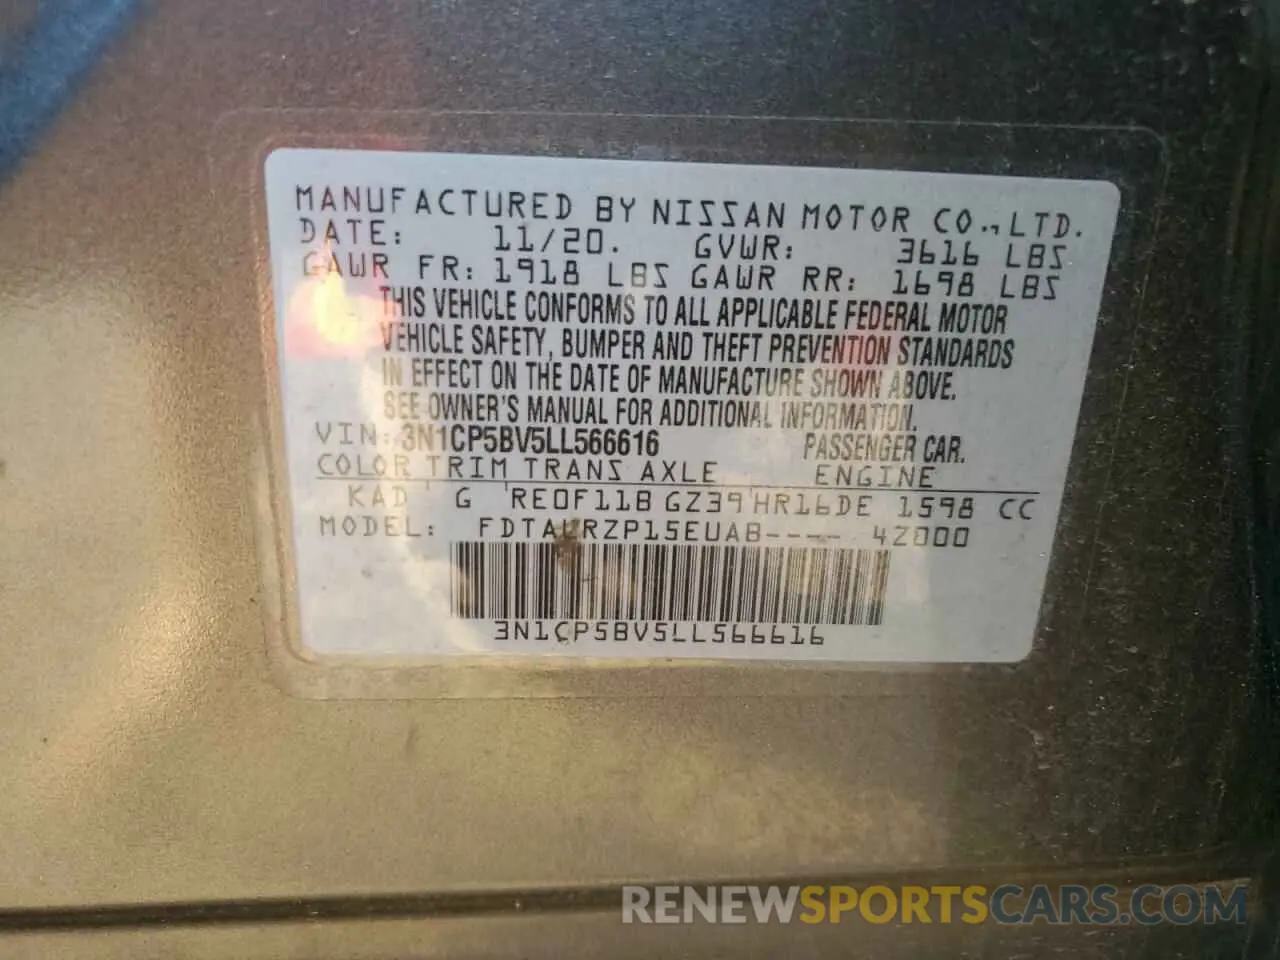 MANUFACTURED BY NISSAN MOTOR CO.,LTD.
DATE: 11/20. GVWR: 3616 LBS
GAWR FR: 1918 LBS GAWR RR: 1698 LBS
THIS VEHICLE CONFORMS TO ALL APPLICABLE FEDERAL MOTOR
VEHICLE SAFETY, BUMPER AND THEFT PREVENTION STANDARDS
IN EFFECT ON THE DATE OF MANUFACTURE SHOWN ABOVE.
SEE OWNER'S MANUAL FOR ADDITIONAL INFORMATION.
VIN: 3N1CP5BV5LL566616 PASSENGER CAR.
COLOR TRIM TRANS AXLE ENGINE
KAD G RE0F11B GZ39 HR16DE 1598 CC
MODEL: FDTALRZP15EUAB---- 4Z000
3N1CP5BV5LL566616
RENEWSPORTSCARS.COM